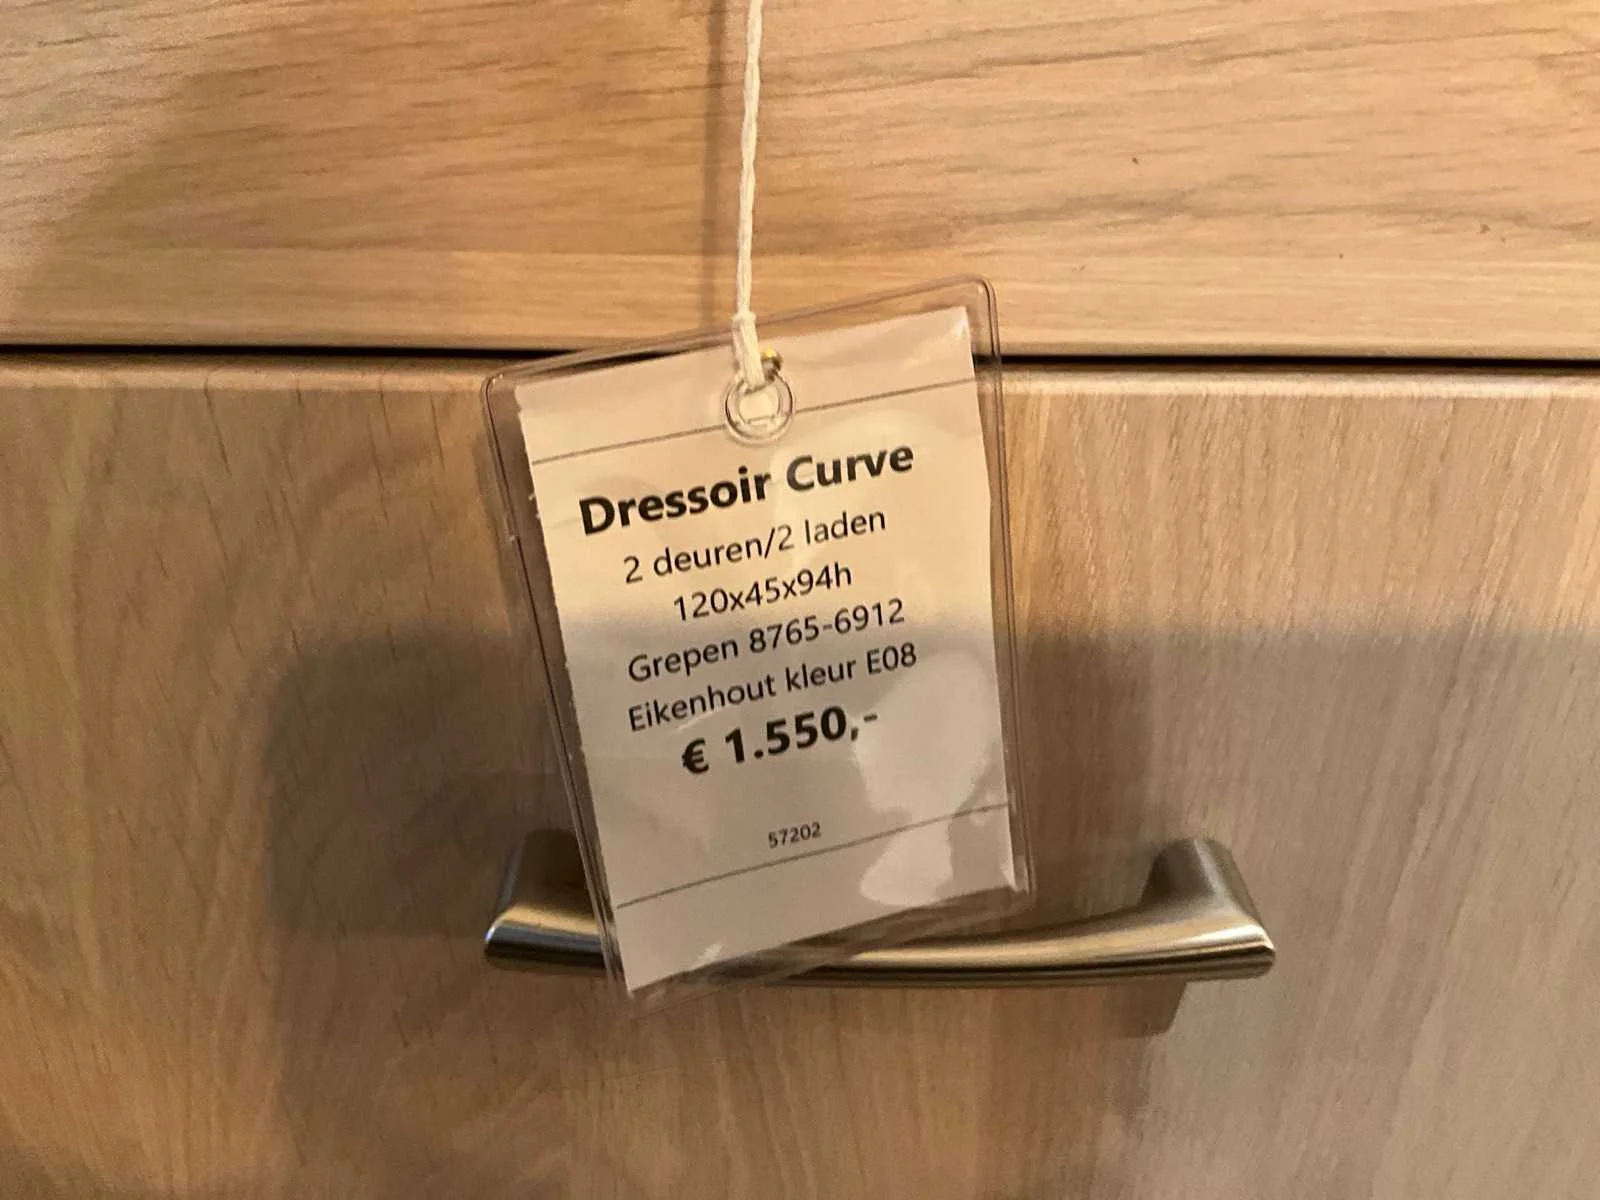 Dressoir Curve
2 deuren/2 laden
120x45x94h
Grepen 8765-6912
Eikenhout kleur E08
€ 1.550,-
57202